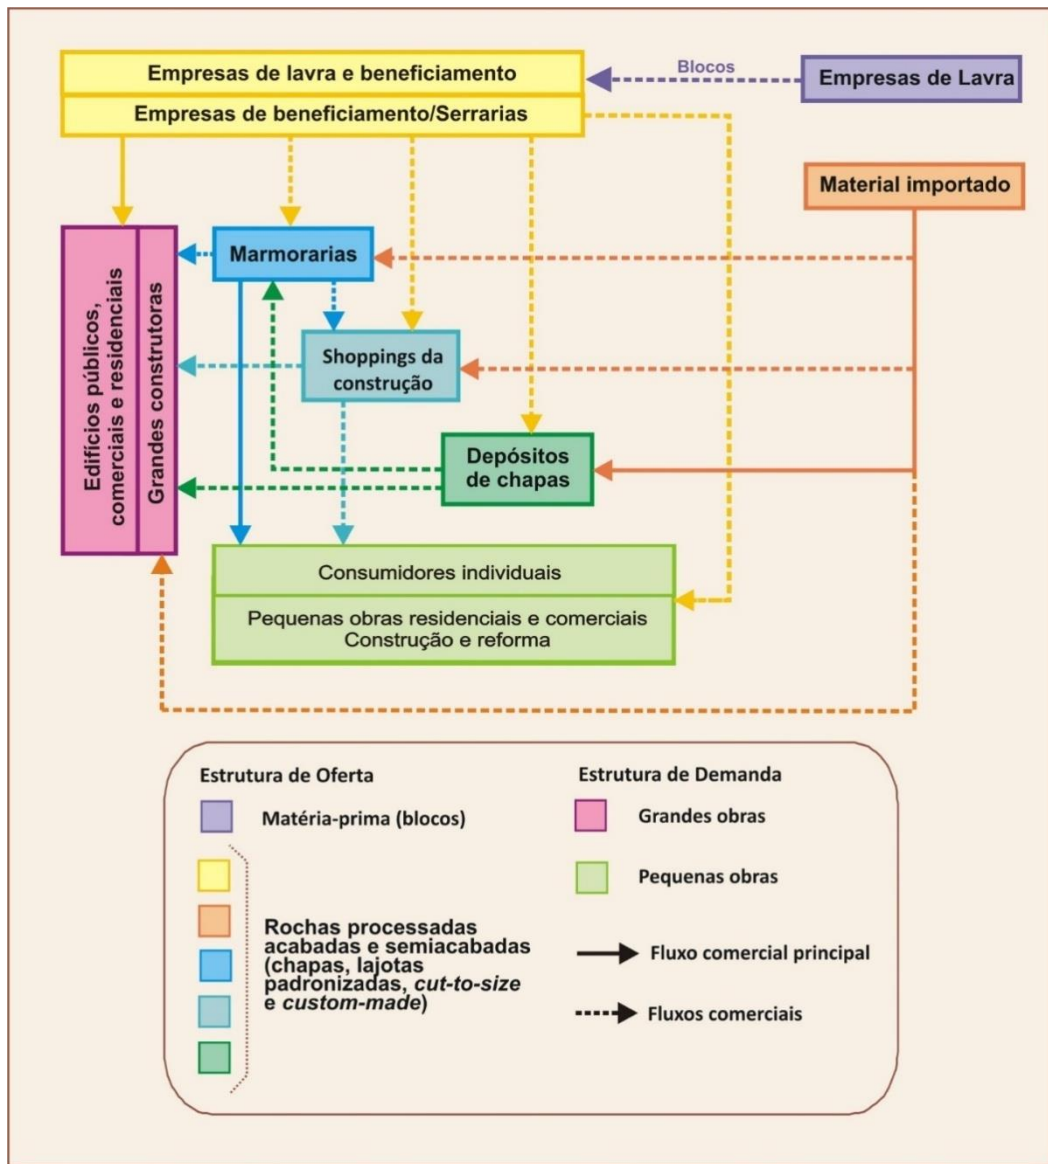 Empresas de lavra e beneficiamento
Empresas de beneficiamento/Serrarias
Blocos
Empresas de Lavra
Material importado
Edifícios públicos,
comerciais e residenciais
Grandes construtoras
Marmorarias
Shoppings da
construção
Depósitos
de chapas
Consumidores individuais
Pequenas obras residenciais e comerciais
Construção e reforma
Estrutura de Oferta
Matéria-prima (blocos)
Rochas processadas
acabadas e semiacabadas
(chapas, lajotas
padronizadas, cut-to-size
e custom-made)
Estrutura de Demanda
Grandes obras
Pequenas obras
Fluxo comercial principal
Fluxos comerciais